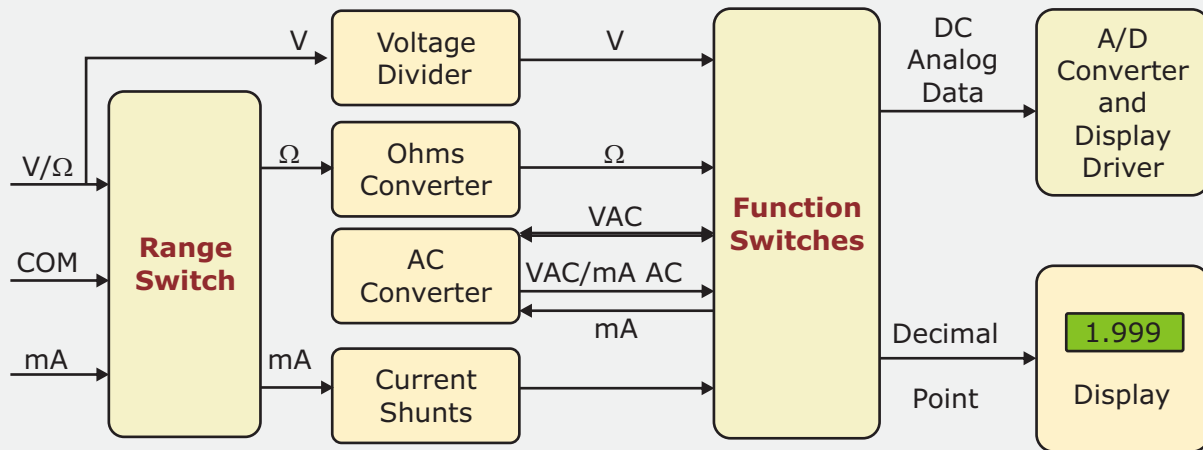 V
Voltage
Divider
V
DC
Analog
Data
A/D
Converter
and
Display
Driver
V/Ω
Ω
Ohms
Converter
Ω
Range
Switch
COM
AC
Converter
VAC
VAC/mA AC
mA
Function
Switches
mA
mA
Current
Shunts
Decimal
Point
1.999
Display